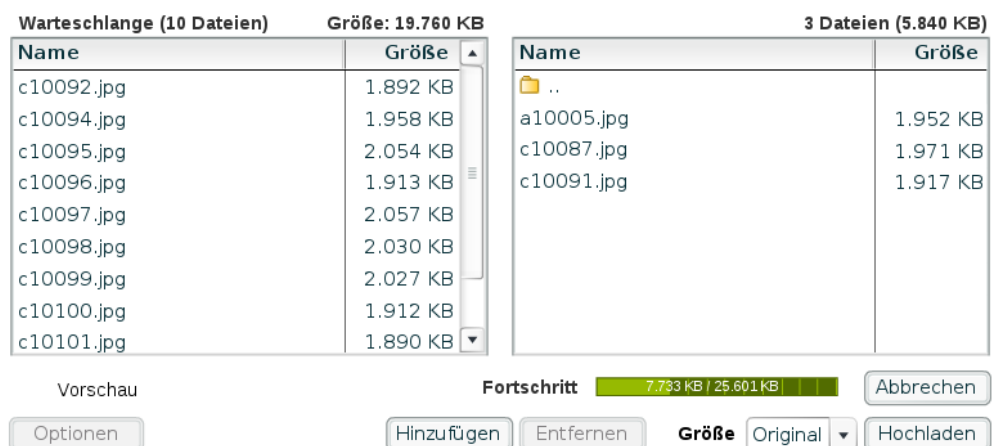 Warteschlange (10 Dateien) Größe: 19.760 KB
Name Größe
c10092.jpg 1.892 KB
c10094.jpg 1.958 KB
c10095.jpg 2.054 KB
c10096.jpg 1.913 KB
c10097.jpg 2.057 KB
c10098.jpg 2.030 KB
c10099.jpg 2.027 KB
c10100.jpg 1.912 KB
c10101.jpg 1.890 KB
3 Dateien (5.840 KB)
Name Größe
..
a10005.jpg 1.952 KB
c10087.jpg 1.971 KB
c10091.jpg 1.917 KB
Vorschau Fortschritt 7.733 KB / 25.601 KB Abbrechen
Optionen Hinzufügen Entfernen Größe Original Hochladen